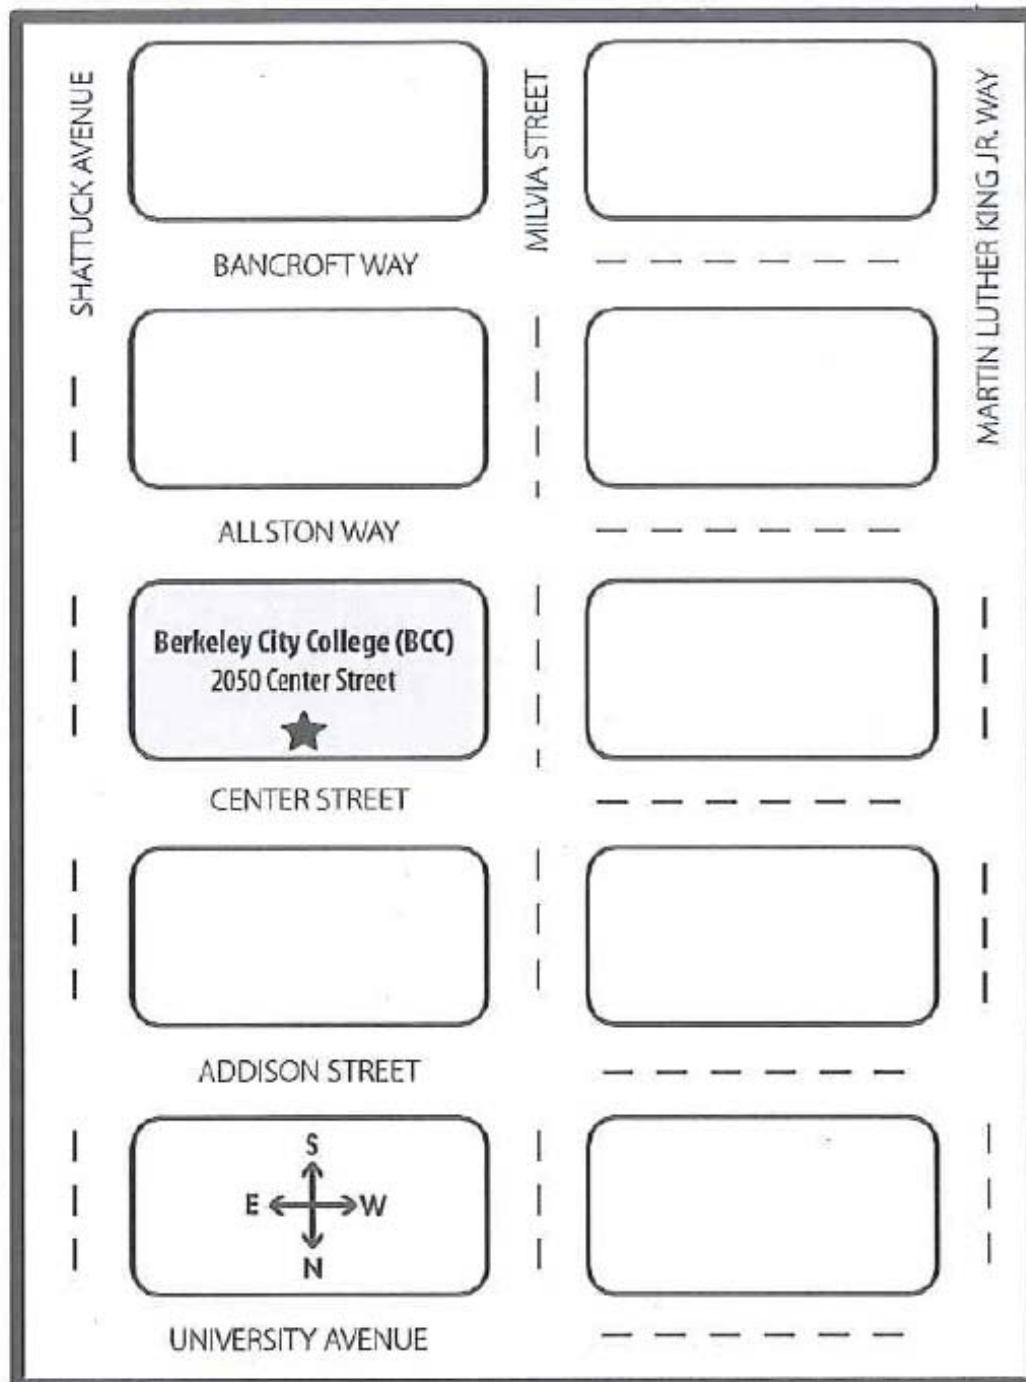 SHATTUCK AVENUE
MILVIA STREET
MARTIN LUTHER KING JR. WAY
BANCROFT WAY
ALLSTON WAY
Berkeley City College (BCC)
2050 Center Street
CENTER STREET
ADDISON STREET
S
E W
N
UNIVERSITY AVENUE